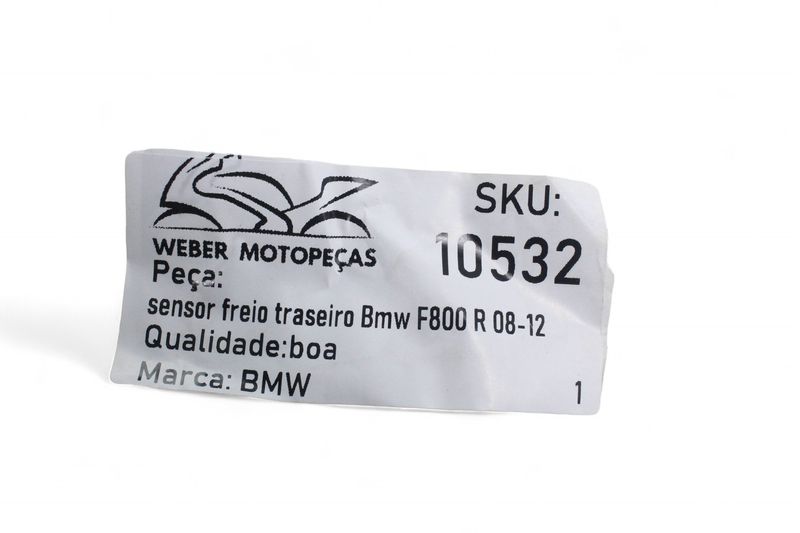 WEBER MOTOPEÇAS
SKU:
10532
Peça:
sensor freio traseiro Bmw F800 R 08-12
Qualidade:boa
Marca: BMW
1